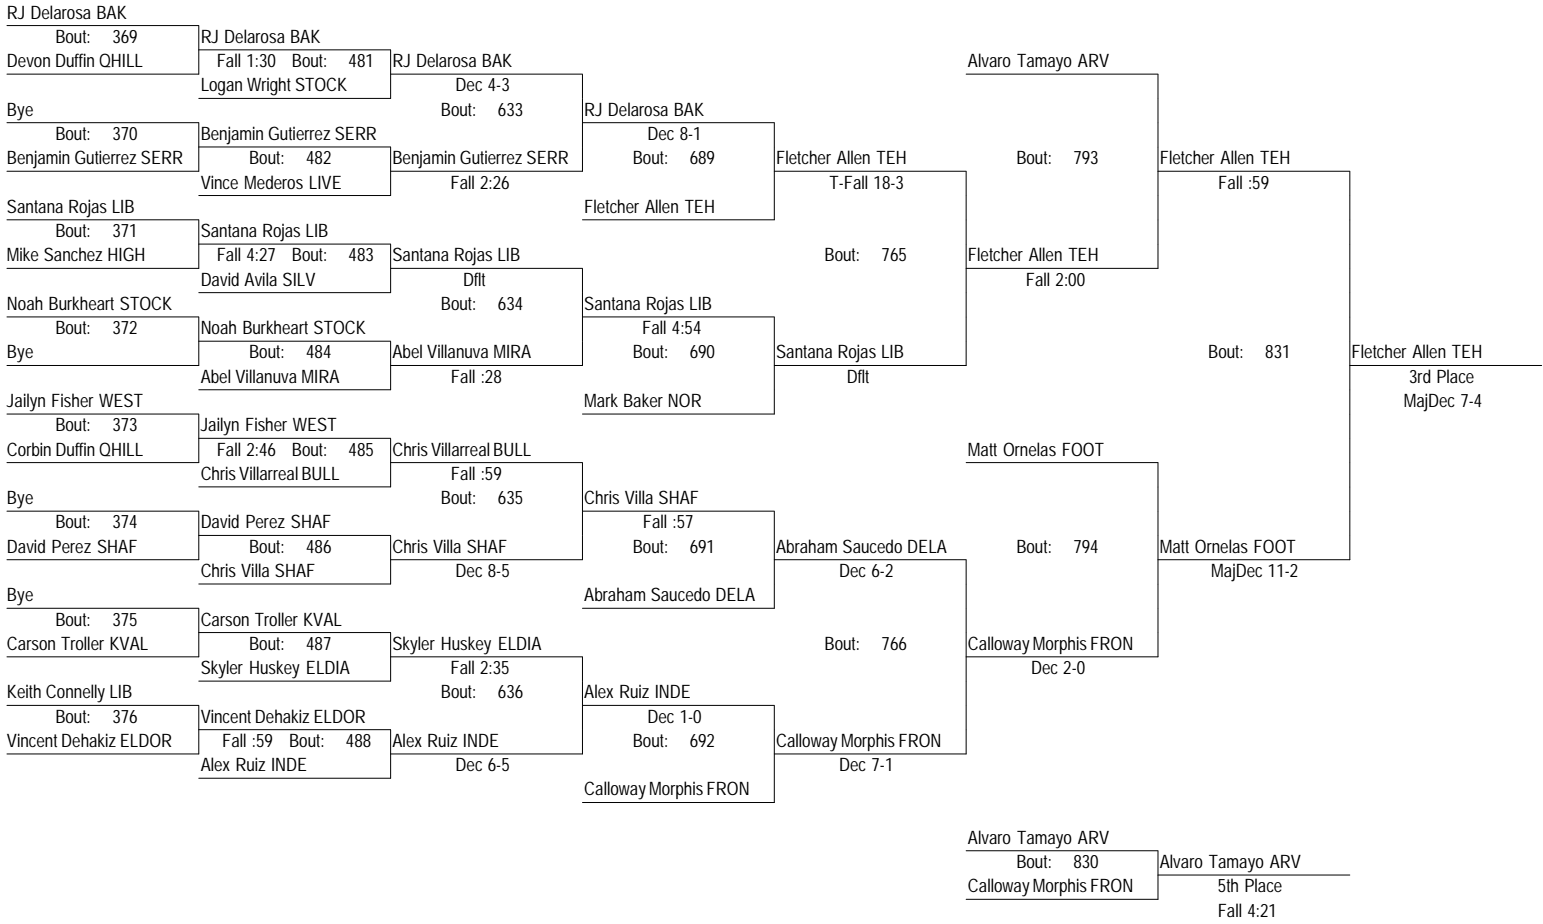 RJ Delarosa BAK
Bout: 369
RJ Delarosa BAK
Devon Duffin QHILL
Fall 1:30 Bout: 481
RJ Delarosa BAK
Alvaro Tamayo ARV
Logan Wright STOCK
Dec 4-3
Bye
Bout: 633
RJ Delarosa BAK
Bout: 370
Benjamin Gutierrez SERR
Dec 8-1
Benjamin Gutierrez SERR
Bout: 482
Benjamin Gutierrez SERR
Bout: 689
Fletcher Allen TEH
Bout: 793
Fletcher Allen TEH
Vince Mederos LIVE
Fall 2:26
T-Fall 18-3
Fall :59
Santana Rojas LIB
Fletcher Allen TEH
Bout: 371
Santana Rojas LIB
Mike Sanchez HIGH
Fall 4:27 Bout: 483
Santana Rojas LIB
Bout: 765
Fletcher Allen TEH
David Avila SILV
Dflt
Fall 2:00
Noah Burkheart STOCK
Bout: 634
Santana Rojas LIB
Bout: 372
Noah Burkheart STOCK
Fall 4:54
Bye
Bout: 484
Abel Villanuva MIRA
Bout: 690
Santana Rojas LIB
Bout: 831
Fletcher Allen TEH
Abel Villanuva MIRA
Fall :28
Dflt
3rd Place
Jailyn Fisher WEST
Mark Baker NOR
MajDec 7-4
Bout: 373
Jailyn Fisher WEST
Corbin Duffin QHILL
Fall 2:46 Bout: 485
Chris Villarreal BULL
Matt Ornelas FOOT
Chris Villarreal BULL
Fall :59
Bye
Bout: 635
Chris Villa SHAF
Bout: 374
David Perez SHAF
Fall :57
David Perez SHAF
Bout: 486
Chris Villa SHAF
Bout: 691
Abraham Saucedo DELA
Bout: 794
Matt Ornelas FOOT
Chris Villa SHAF
Dec 8-5
Dec 6-2
MajDec 11-2
Bye
Abraham Saucedo DELA
Bout: 375
Carson Troller KVAL
Carson Troller KVAL
Bout: 487
Skyler Huskey ELDIA
Bout: 766
Calloway Morphis FRON
Skyler Huskey ELDIA
Fall 2:35
Dec 2-0
Keith Connelly LIB
Bout: 636
Alex Ruiz INDE
Bout: 376
Vincent Dehakiz ELDOR
Dec 1-0
Vincent Dehakiz ELDOR
Fall :59 Bout: 488
Alex Ruiz INDE
Bout: 692
Calloway Morphis FRON
Alex Ruiz INDE
Dec 6-5
Dec 7-1
Calloway Morphis FRON
Alvaro Tamayo ARV
Bout: 830
Alvaro Tamayo ARV
Calloway Morphis FRON
5th Place
Fall 4:21